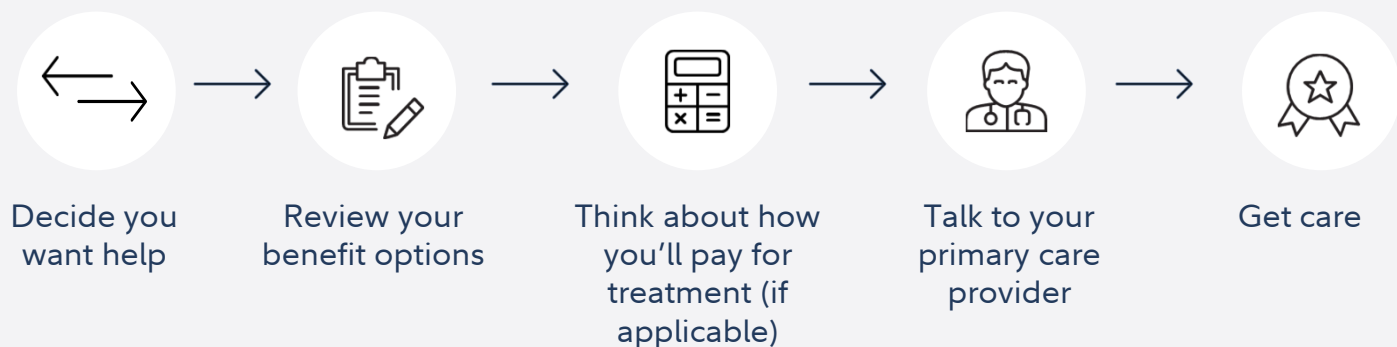 Decide you
want help
Review your
benefit options
Think about how
you'll pay for
treatment (if
applicable)
Talk to your
primary care
provider
Get care